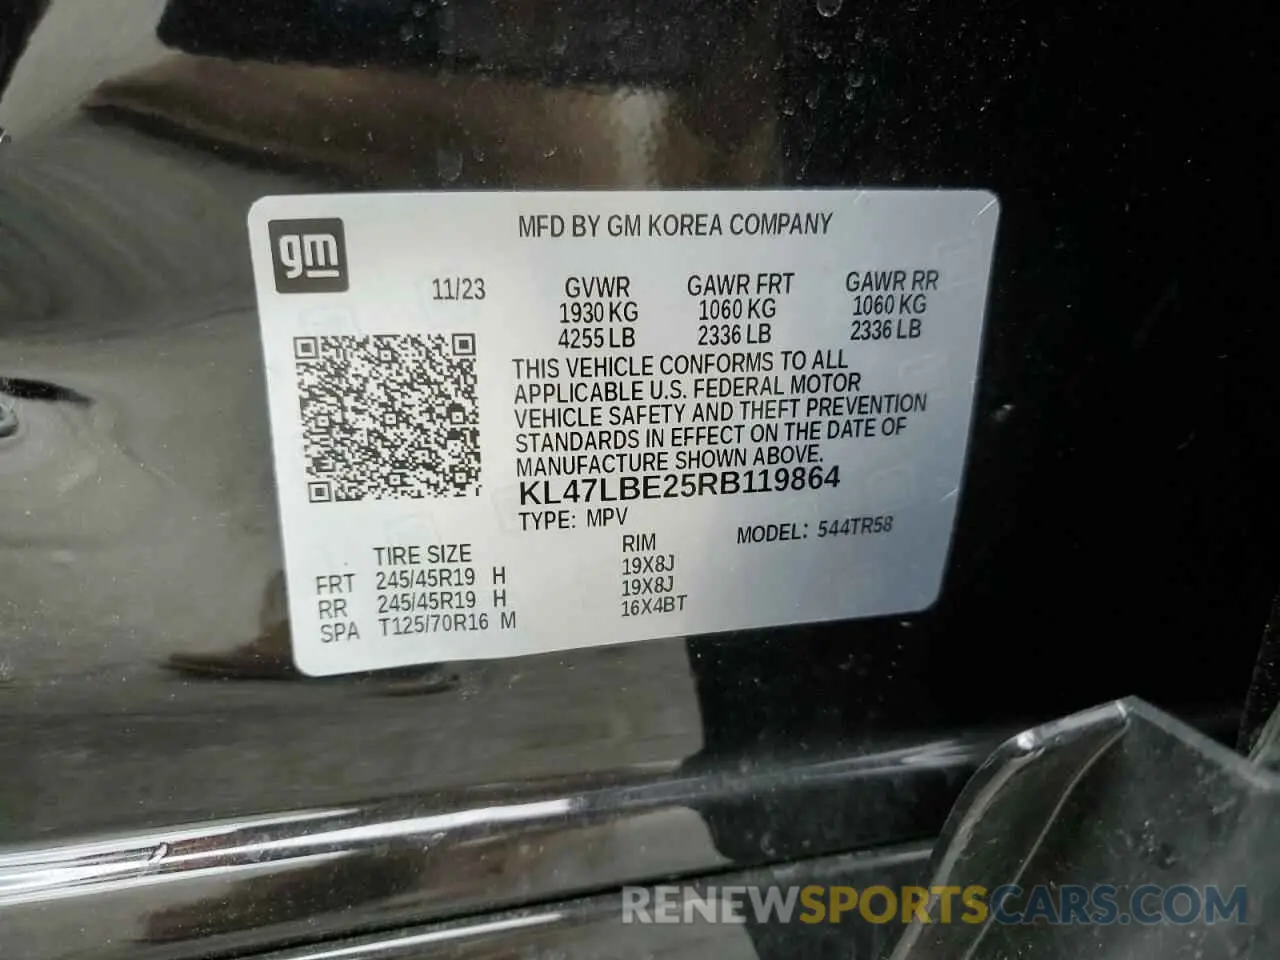 gm
MFD BY GM KOREA COMPANY
11/23
GVWR GAWR FRT GAWR RR
1930 KG 1060 KG 1060 KG
4255 LB 2336 LB 2336 LB
THIS VEHICLE CONFORMS TO ALL
APPLICABLE U.S. FEDERAL MOTOR
VEHICLE SAFETY AND THEFT PREVENTION
STANDARDS IN EFFECT ON THE DATE OF
MANUFACTURE SHOWN ABOVE.
KL47LBE25RB119864
TYPE: MPV MODEL: 544TR58
TIRE SIZE RIM
FRT 245/45R19 H 19X8J
RR 245/45R19 H 19X8J
SPA T125/70R16 M 16X4BT
RENEWSPORTSCARS.COM